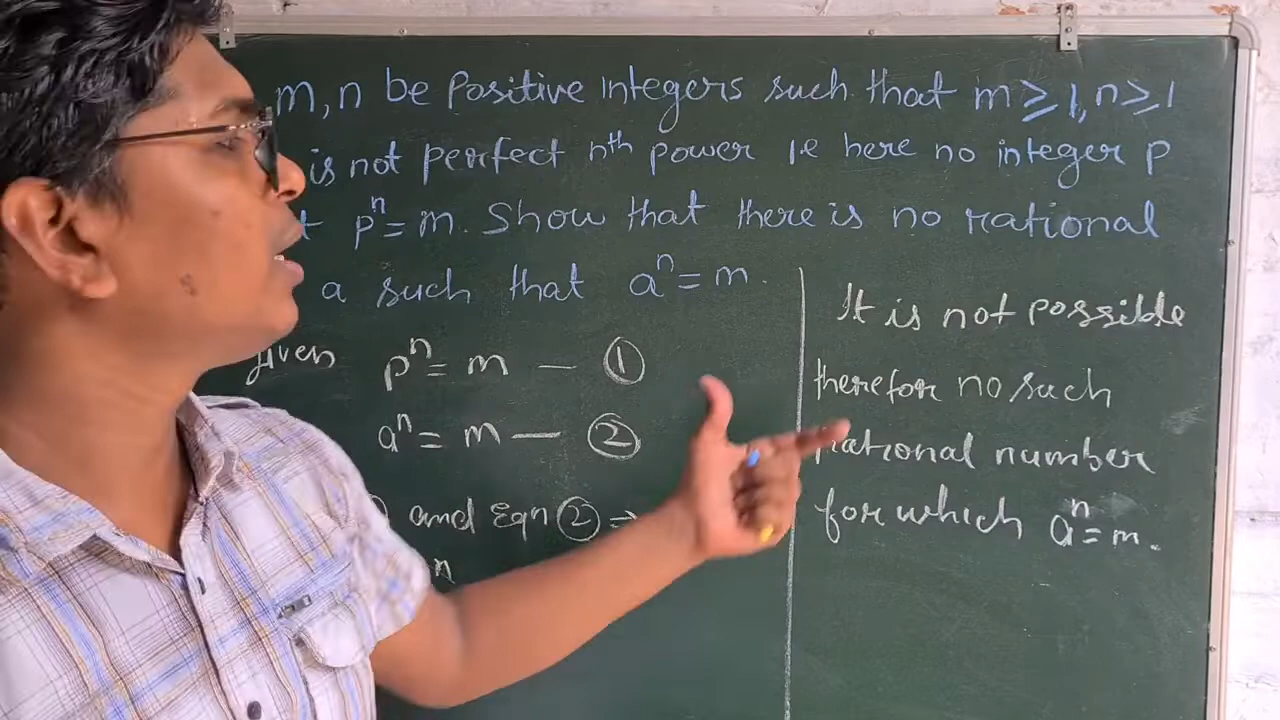 m,n be positive integers such that m ≥ 1, n ≥ 1
is not perfect nth power i.e here no integer p
t pⁿ = m. Show that there is no rational
a such that aⁿ = m.
given pⁿ = m — ①
aⁿ = m — ②
and Eqn ② ⇒
n
It is not possible
therefor no such
rational number
for which aⁿ = m.